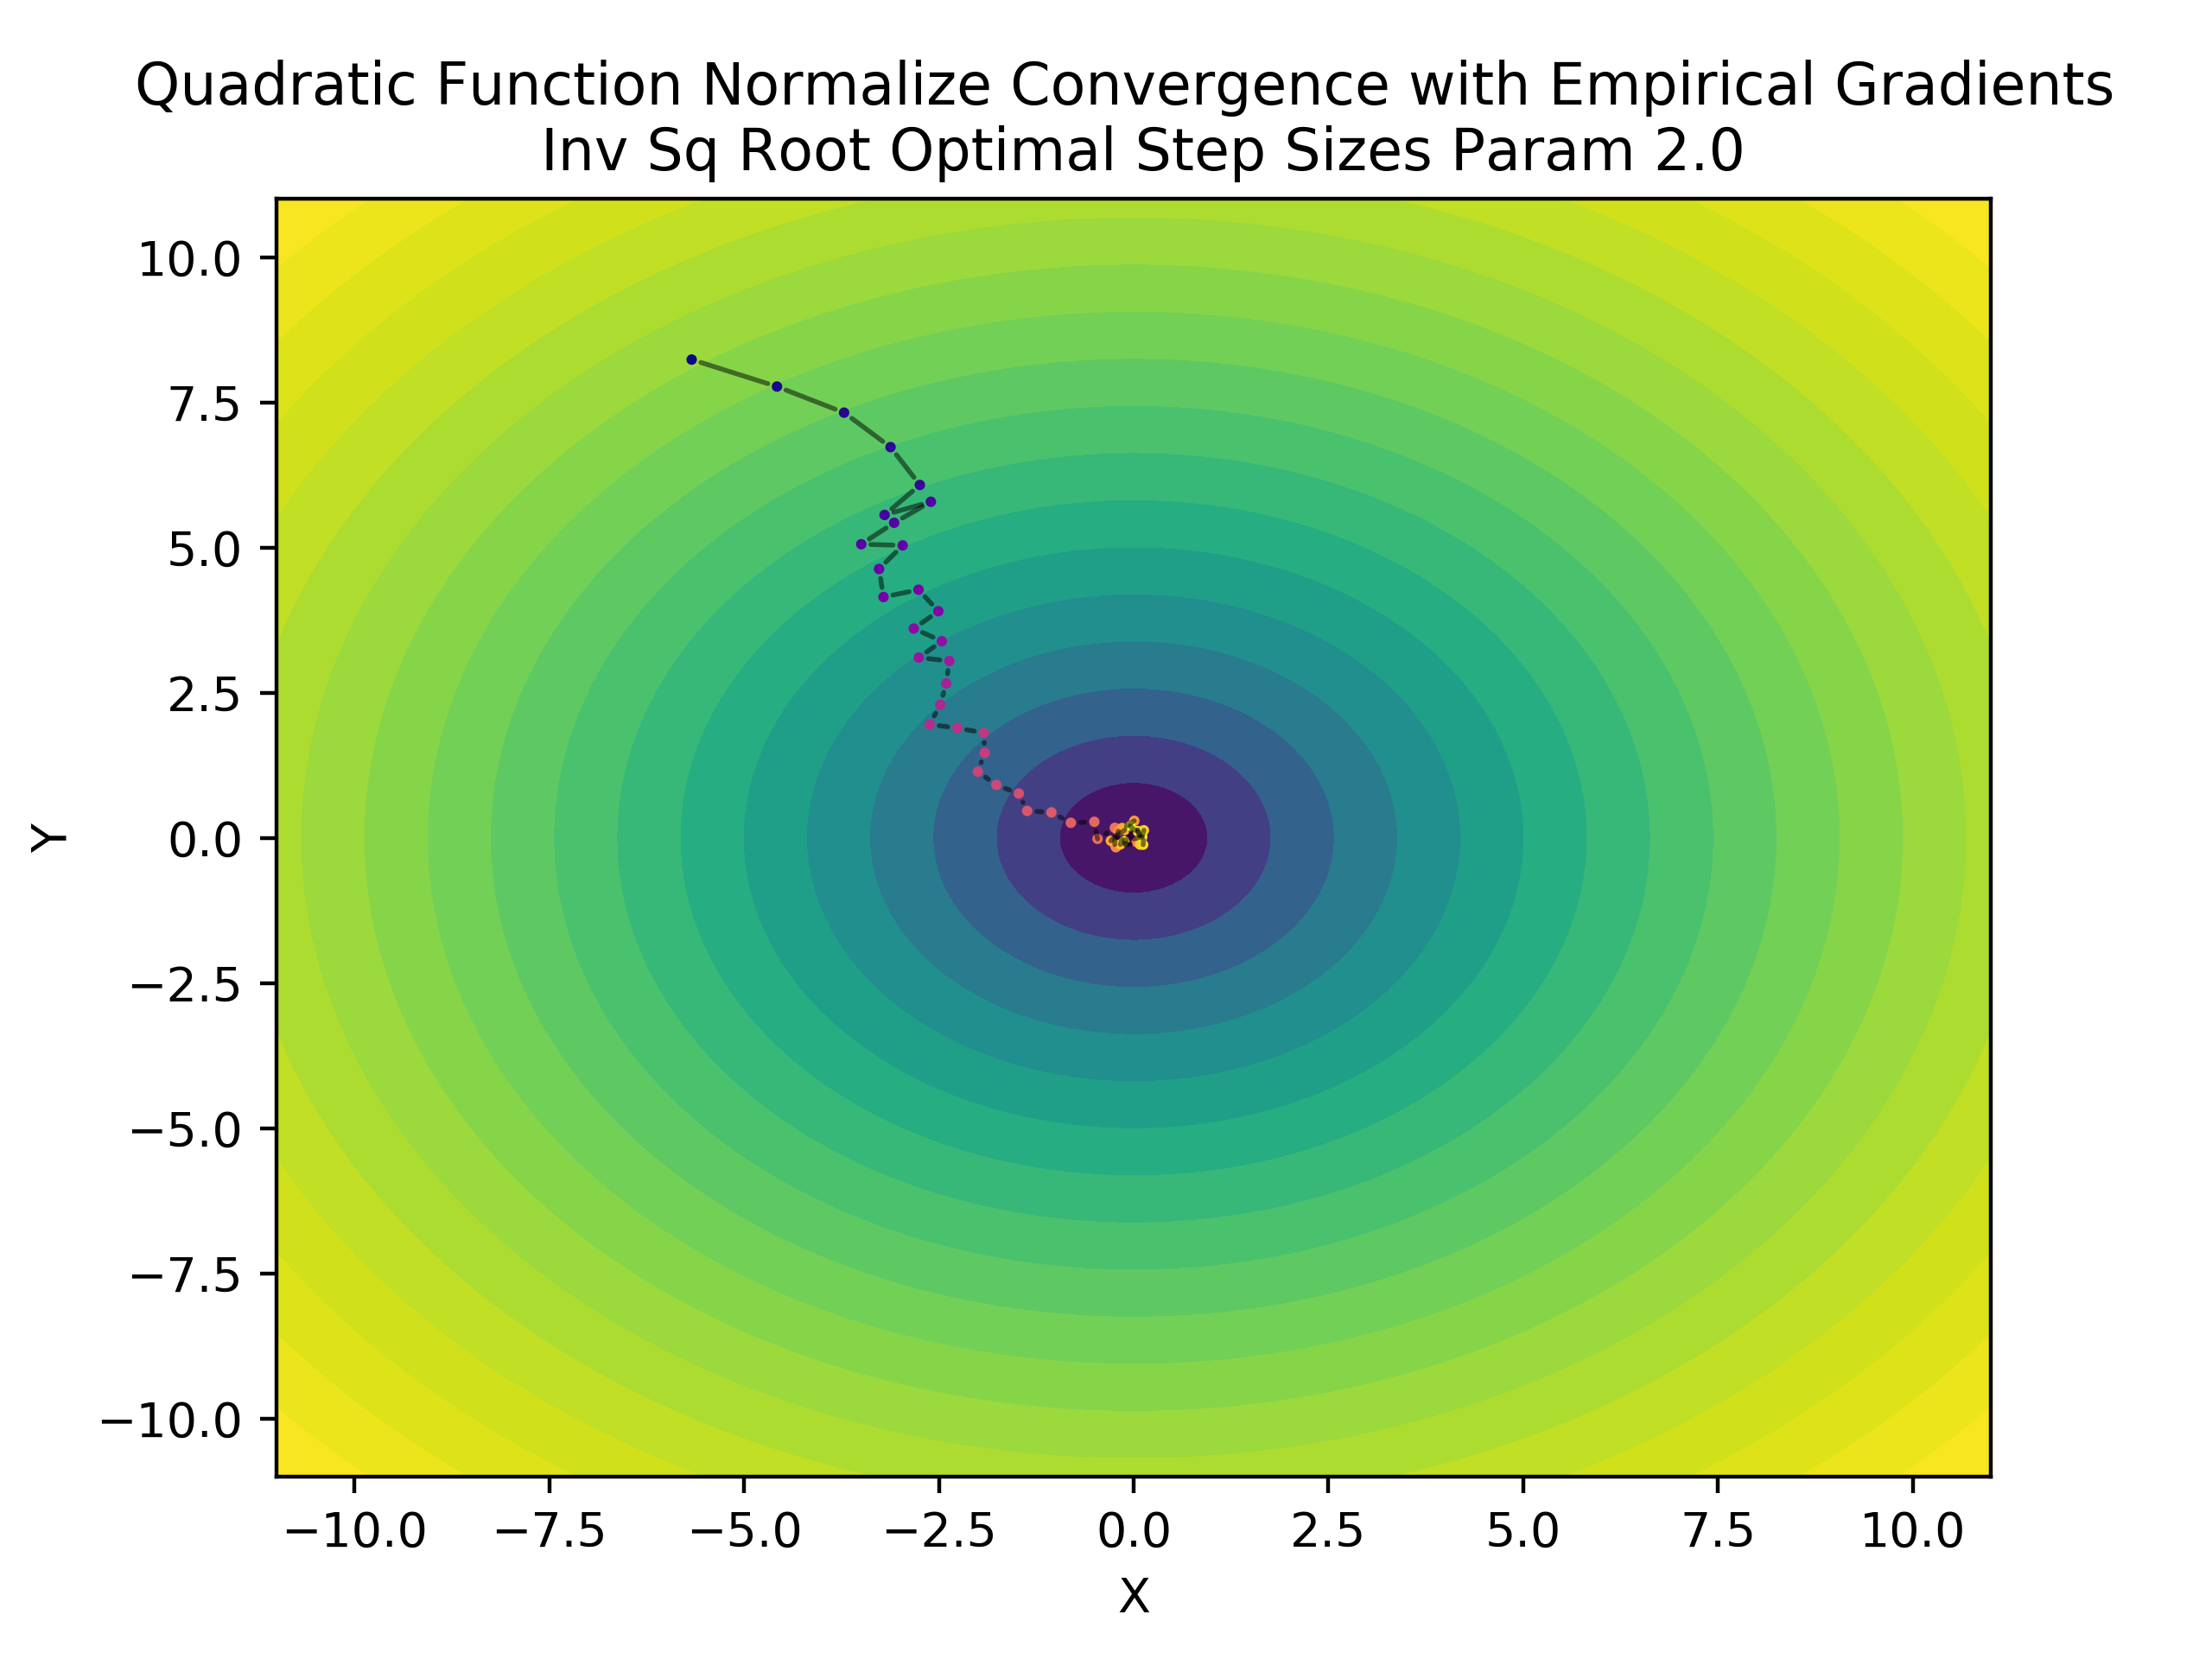 Quadratic Function Normalize Convergence with Empirical Gradients
Inv Sq Root Optimal Step Sizes Param 2.0
10.0
7.5
5.0
2.5
0.0
−2.5
−5.0
−7.5
−10.0
Y
−10.0 −7.5 −5.0 −2.5 0.0 2.5 5.0 7.5 10.0
X